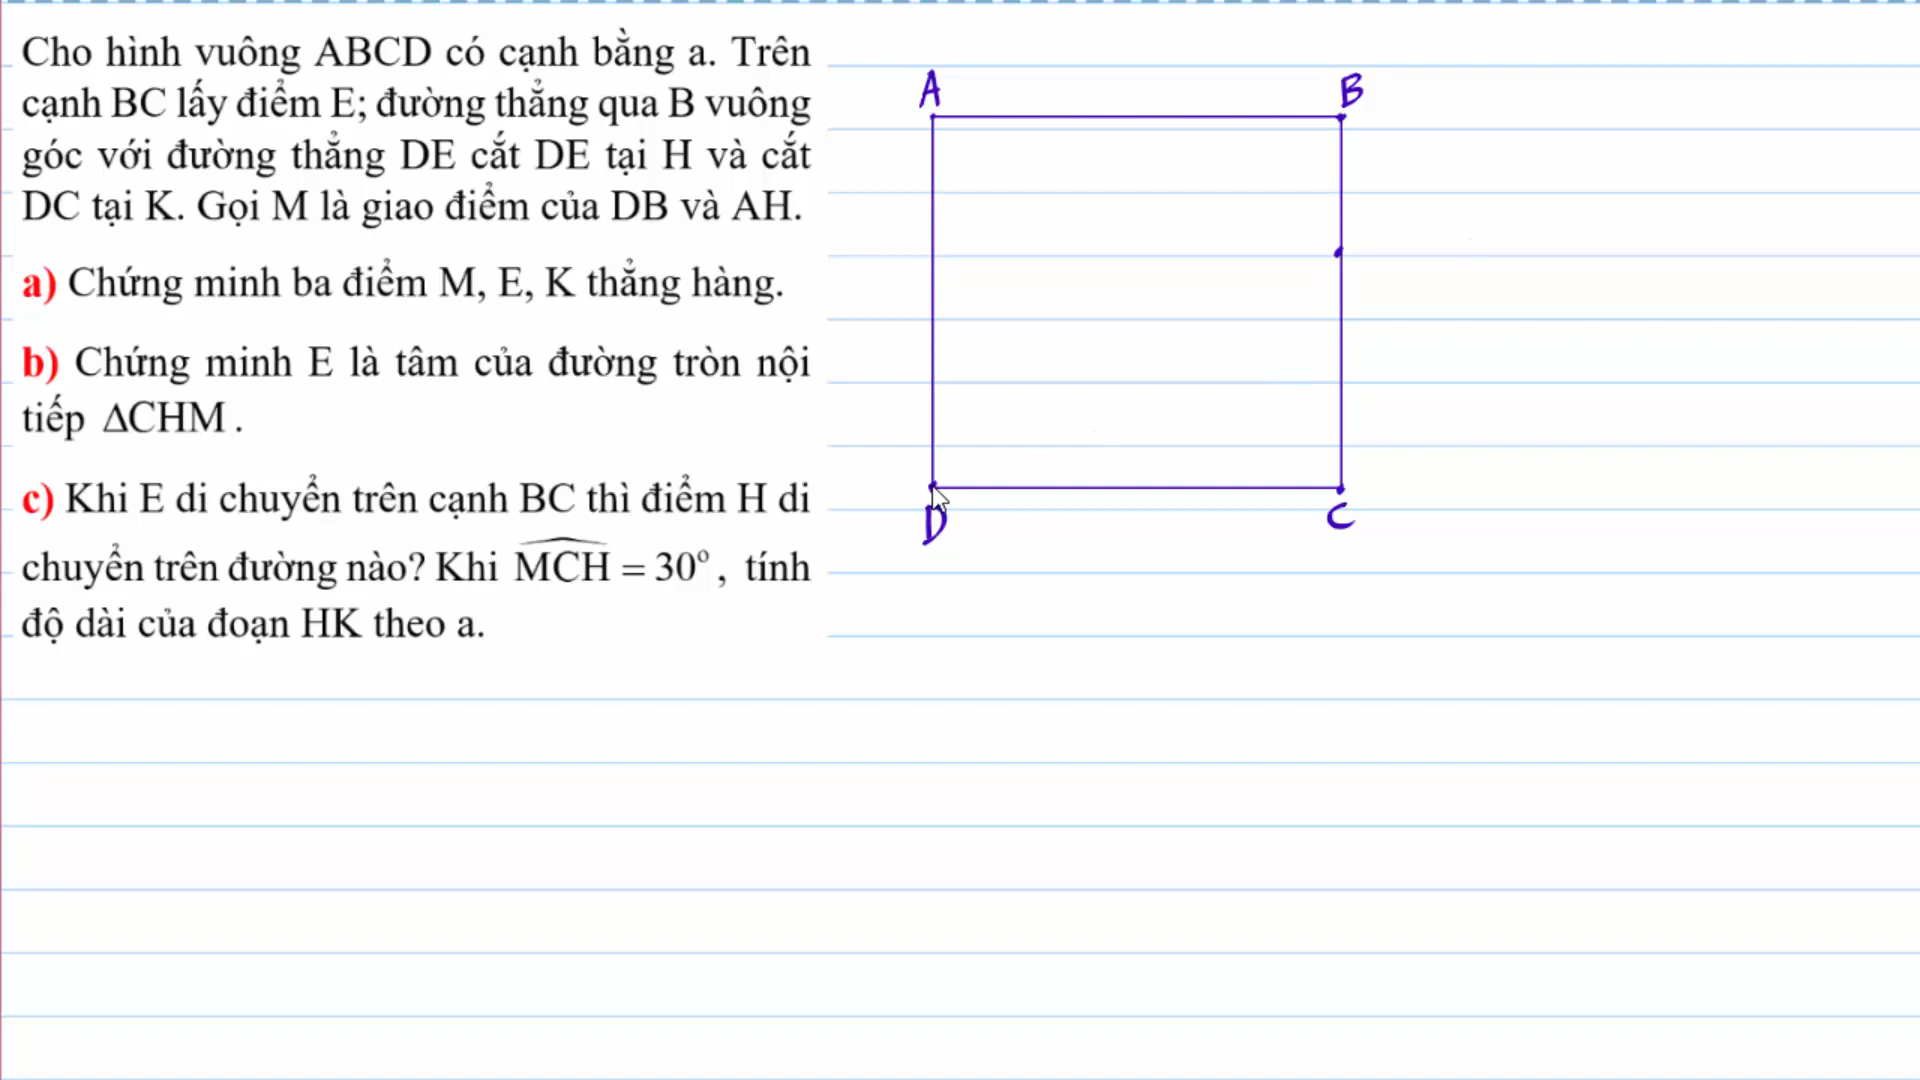 Cho hình vuông ABCD có cạnh bằng a. Trên
cạnh BC lấy điểm E; đường thẳng qua B vuông
góc với đường thẳng DE cắt DE tại H và cắt
DC tại K. Gọi M là giao điểm của DB và AH.
a) Chứng minh ba điểm M, E, K thẳng hàng.
b) Chứng minh E là tâm của đường tròn nội
tiếp ΔCHM.
c) Khi E di chuyển trên cạnh BC thì điểm H di
chuyển trên đường nào? Khi $\widehat{MCH} = 30^o$, tính
độ dài của đoạn HK theo a.
A
B
D
C